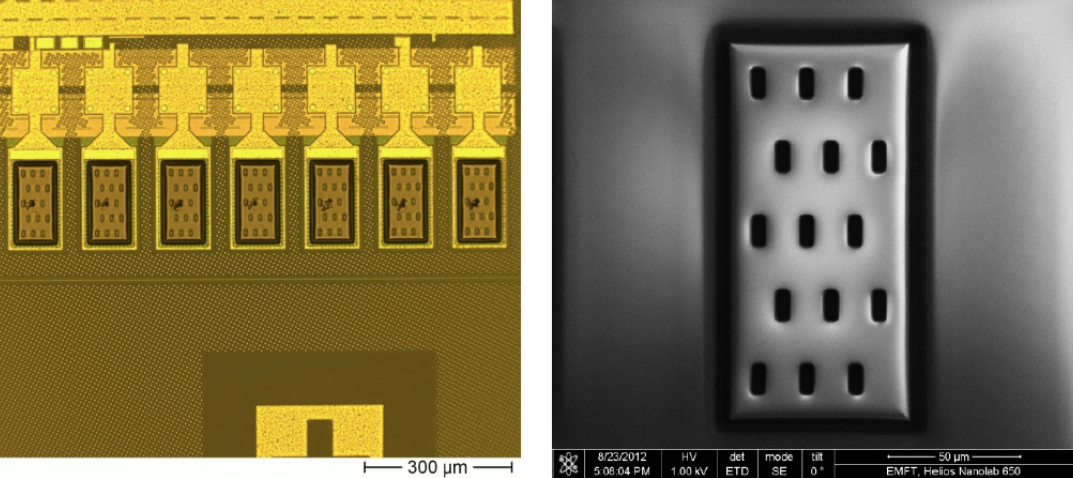 300 µm
8/23/2012 HV det mode tilt 50 µm
5:08:04 PM 1.00 kV ETD SE 0° EMFT, Helios Nanolab 650